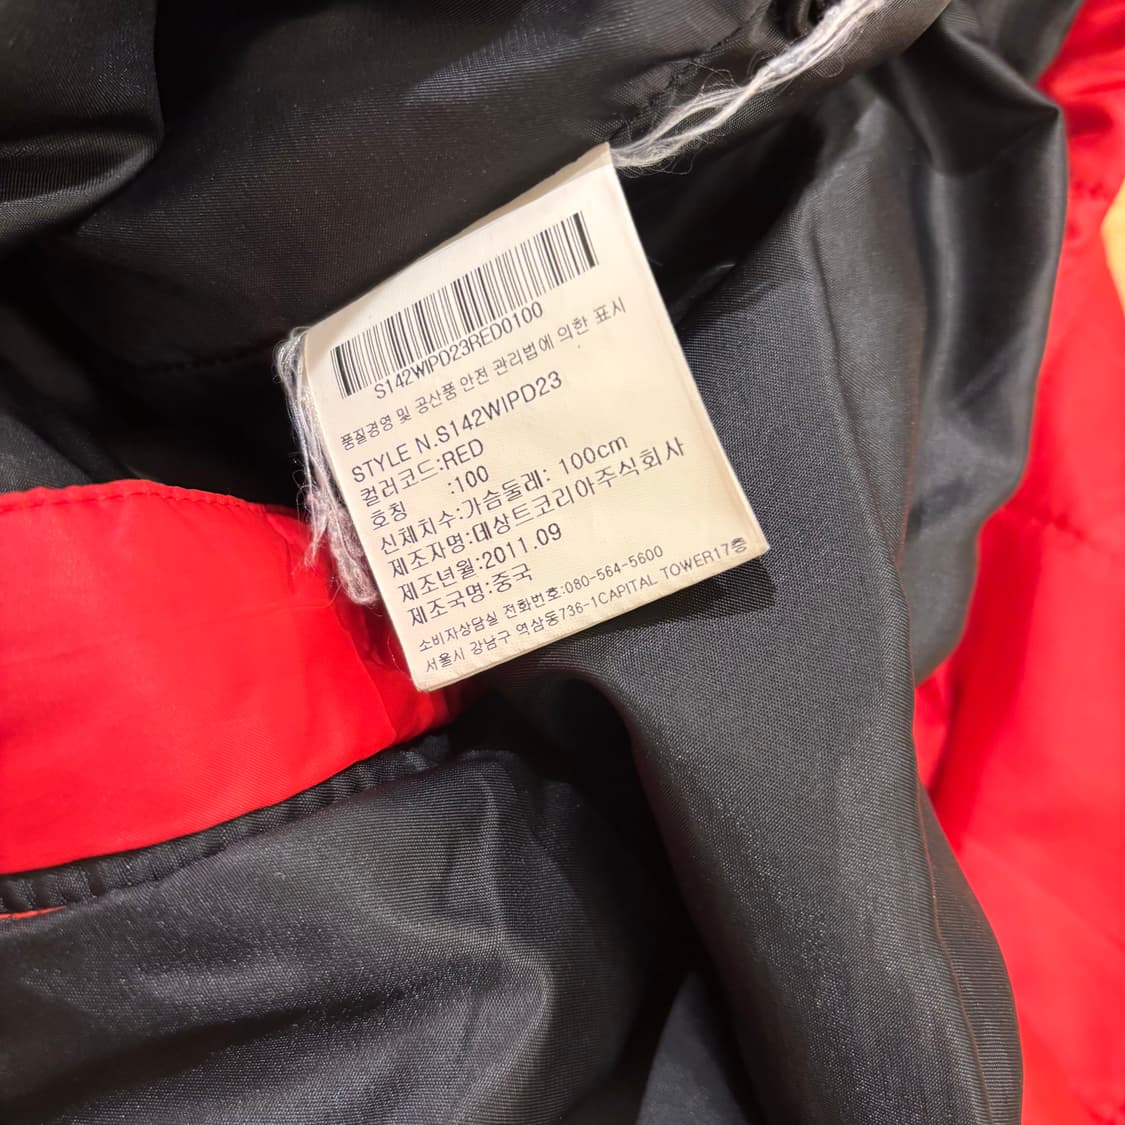 S142WIPD23RED0100
품질경영 및 공산품 안전 관리법에 의한 표시
STYLE N.S142WIPD23
컬러코드:RED
호칭 :100
신체치수:가슴둘레: 100cm
제조자명:데상트코리아주식회사
제조년월:2011.09
제조국명:중국
소비자상담실 전화번호:080-564-5600
서울시 강남구 역삼동736-1CAPITAL TOWER17층